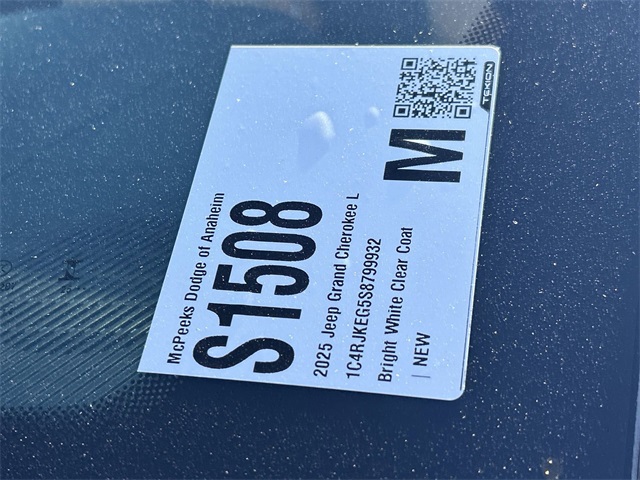 McPeeks Dodge of Anaheim
S1508
2025 Jeep Grand Cherokee L
1C4RJKEG5S8799932
Bright White Clear Coat
| NEW
M
TEKION